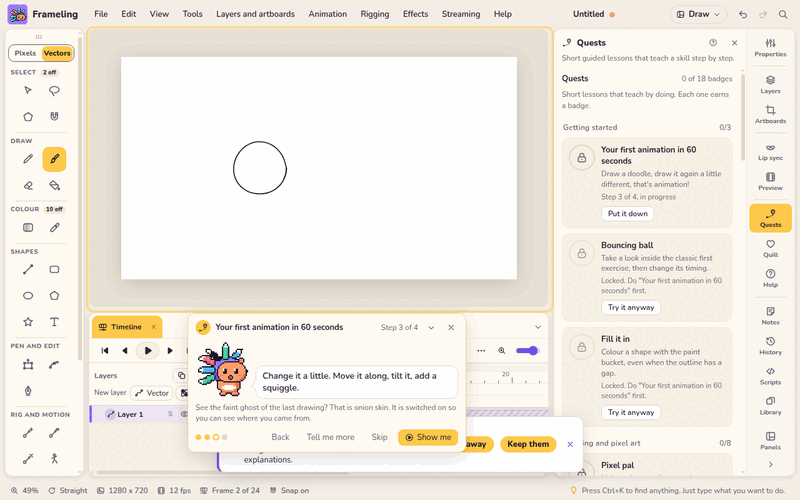 Frameling
File Edit View Tools Layers and artboards Animation Rigging Effects Streaming Help
Untitled
Draw
Pixels Vectors
SELECT 2 off
DRAW
COLOUR 10 off
SHAPES
PEN AND EDIT
RIG AND MOTION
Timeline
Layers
New layer Vector
Layer 1 S
20
Your first animation in 60 seconds Step 3 of 4
Change it a little. Move it along, tilt it, add a
squiggle.
See the faint ghost of the last drawing? That is onion skin. It is switched on so
you can see where you came from.
Back Tell me more Skip Show me
away Keep them
explanations.
Quests
Short guided lessons that teach a skill step by step.
Quests 0 of 18 badges
Short lessons that teach by doing. Each one earns
a badge.
Getting started 0/3
Your first animation in 60
seconds
Draw a doodle, draw it again a little
different, that's animation!
Step 3 of 4, in progress
Put it down
Bouncing ball
Take a look inside the classic first
exercise, then change its timing.
Locked. Do "Your first animation in 60
seconds" first.
Try it anyway
Fill it in
Colour a shape with the paint
bucket, even when the outline has a
gap.
Locked. Do "Your first animation in 60
seconds" first.
Try it anyway
ng and pixel art 0/8
Pixel pal
Properties
Layers
Artboards
Lip sync
Preview
Quests
Quill
Help
Notes
History
Scripts
Library
Panels
49% Straight 1280 x 720 12 fps Frame 2 of 24 Snap on
Press Ctrl+K to find anything. Just type what you want to do.